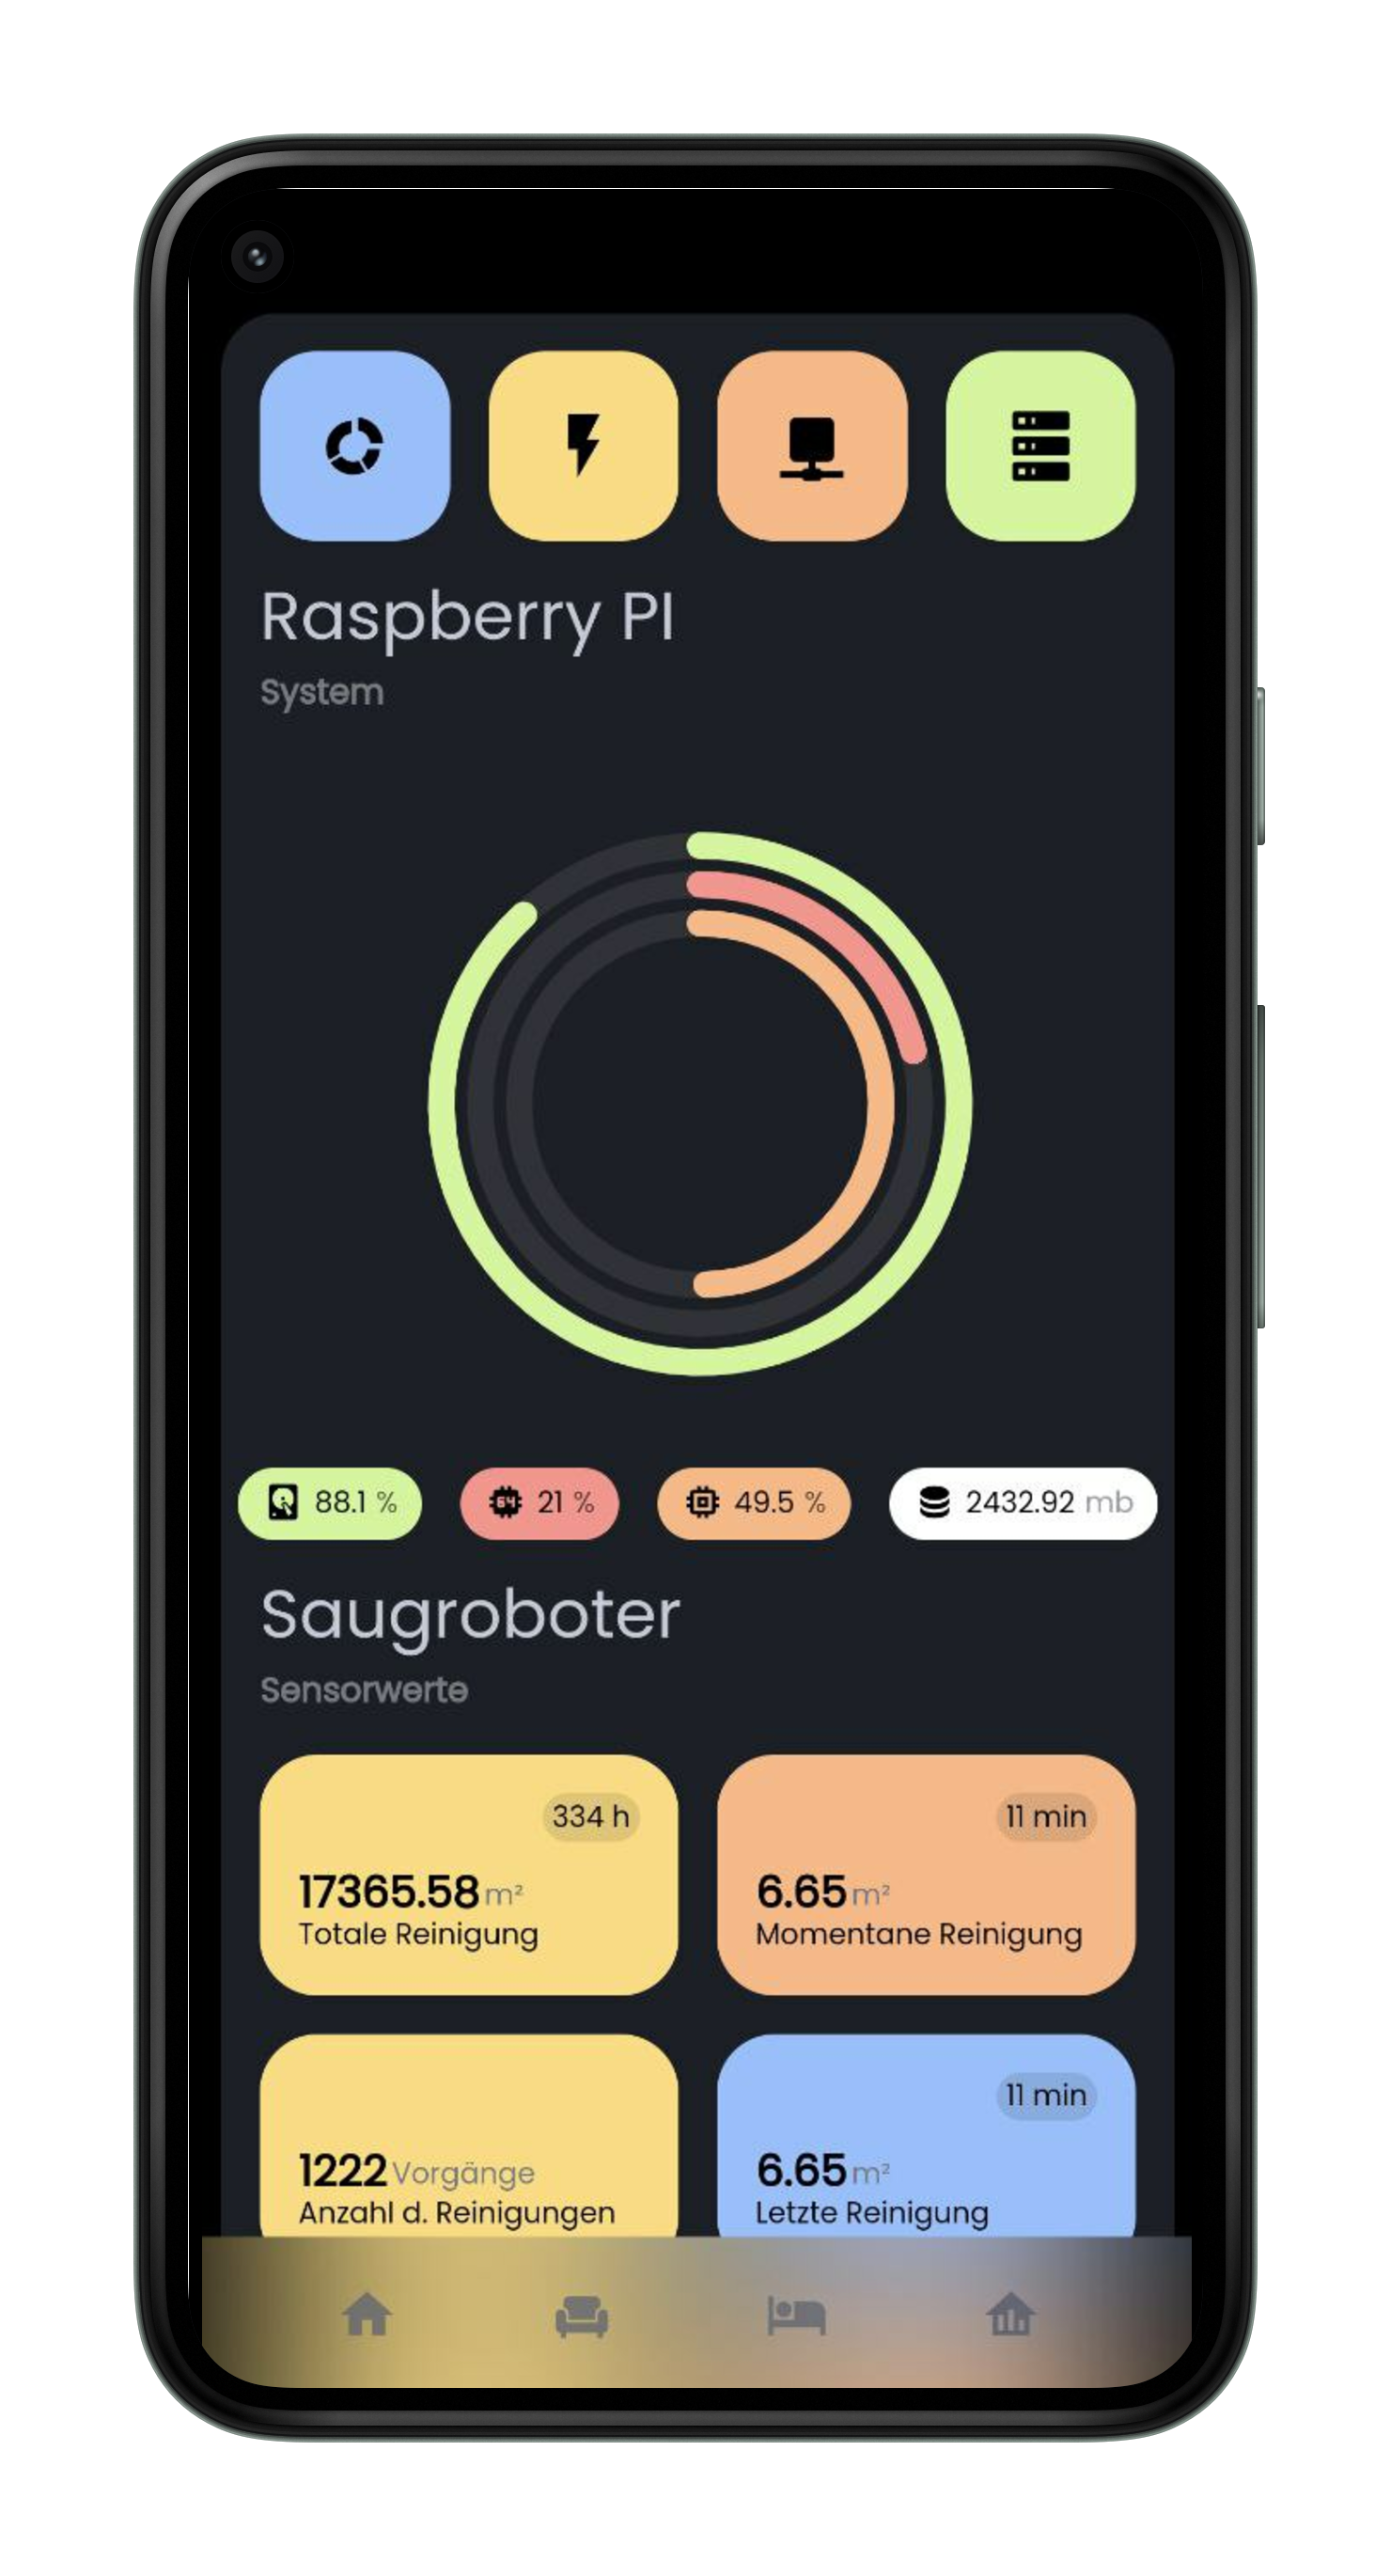 Raspberry PI
System
88.1 %
64 21 %
49.5 %
2432.92 mb
Saugroboter
Sensorwerte
334 h
17365.58 m²
Totale Reinigung
11 min
6.65 m²
Momentane Reinigung
1222 Vorgänge
Anzahl d. Reinigungen
11 min
6.65 m²
Letzte Reinigung